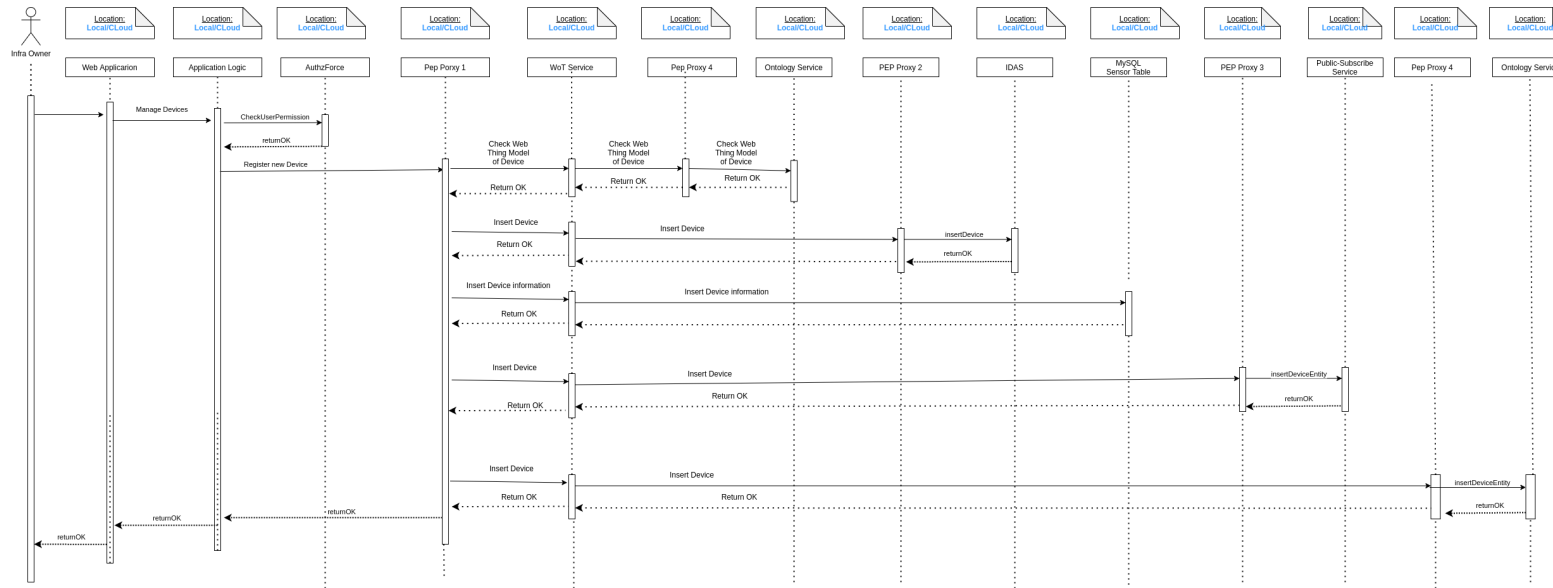 Location:
Local/CLoud
Location:
Local/CLoud
Location:
Local/CLoud
Location:
Local/CLoud
Location:
Local/CLoud
Location:
Local/CLoud
Location:
Local/CLoud
Location:
Local/CLoud
Location:
Local/CLoud
Location:
Local/CLoud
Location:
Local/CLoud
Location:
Local/CLoud
Location:
Local/CLoud
Location:
Local/CLoud
Infra Owner
Web Applicarion
Application Logic
AuthzForce
Pep Porxy 1
WoT Service
Pep Proxy 4
Ontology Service
PEP Proxy 2
IDAS
MySQL
Sensor Table
PEP Proxy 3
Public-Subscribe
Service
Pep Proxy 4
Ontology Servic
Manage Devices
CheckUserPermission
returnOK
Register new Device
Check Web
Thing Model
of Device
Check Web
Thing Model
of Device
Check Web
Thing Model
of Device
Return OK
Return OK
Return OK
Insert Device
Insert Device
insertDevice
Return OK
returnOK
Insert Device information
Insert Device information
Return OK
Insert Device
Insert Device
insertDeviceEntity
Return OK
Return OK
returnOK
Insert Device
Insert Device
insertDeviceEntity
Return OK
Return OK
returnOK
returnOK
returnOK
returnOK